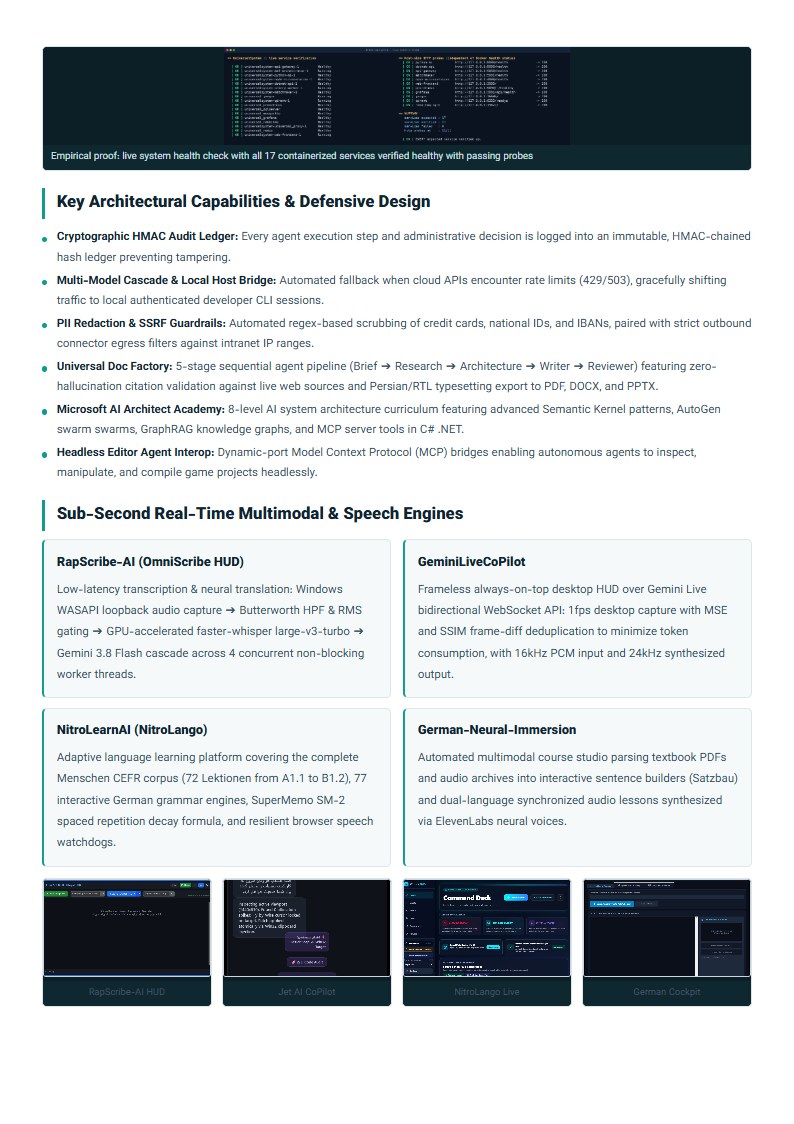 Empirical proof: live system health check with all 17 containerized services verified healthy with passing probes
Key Architectural Capabilities & Defensive Design
Cryptographic HMAC Audit Ledger: Every agent execution step and administrative decision is logged into an immutable, HMAC-chained
hash ledger preventing tampering.
Multi-Model Cascade & Local Host Bridge: Automated fallback when cloud APIs encounter rate limits (429/503), gracefully shifting
traffic to local authenticated developer CLI sessions.
PII Redaction & SSRF Guardrails: Automated regex-based scrubbing of credit cards, national IDs, and IBANs, paired with strict outbound
connector egress filters against intranet IP ranges.
Universal Doc Factory: 5-stage sequential agent pipeline (Brief ➔ Research ➔ Architecture ➔ Writer ➔ Reviewer) featuring zero-
hallucination citation validation against live web sources and Persian/RTL typesetting export to PDF, DOCX, and PPTX.
Microsoft AI Architect Academy: 8-level AI system architecture curriculum featuring advanced Semantic Kernel patterns, AutoGen
swarm swarms, GraphRAG knowledge graphs, and MCP server tools in C# .NET.
Headless Editor Agent Interop: Dynamic-port Model Context Protocol (MCP) bridges enabling autonomous agents to inspect,
manipulate, and compile game projects headlessly.
Sub-Second Real-Time Multimodal & Speech Engines
RapScribe-AI (OmniScribe HUD)
Low-latency transcription & neural translation: Windows
WASAPI loopback audio capture ➔ Butterworth HPF & RMS
gating ➔ GPU-accelerated faster-whisper large-v3-turbo ➔
Gemini 3.8 Flash cascade across 4 concurrent non-blocking
worker threads.
GeminiLiveCoPilot
Frameless always-on-top desktop HUD over Gemini Live
bidirectional WebSocket API: 1fps desktop capture with MSE
and SSIM frame-diff deduplication to minimize token
consumption, with 16kHz PCM input and 24kHz synthesized
output.
NitroLearnAI (NitroLango)
Adaptive language learning platform covering the complete
Menschen CEFR corpus (72 Lektionen from A1.1 to B1.2), 77
interactive German grammar engines, SuperMemo SM-2
spaced repetition decay formula, and resilient browser speech
watchdogs.
German-Neural-Immersion
Automated multimodal course studio parsing textbook PDFs
and audio archives into interactive sentence builders (Satzbau)
and dual-language synchronized audio lessons synthesized
via ElevenLabs neural voices.
Command Deck
RapScribe-AI HUD
Jet AI CoPilot
NitroLango Live
German Cockpit